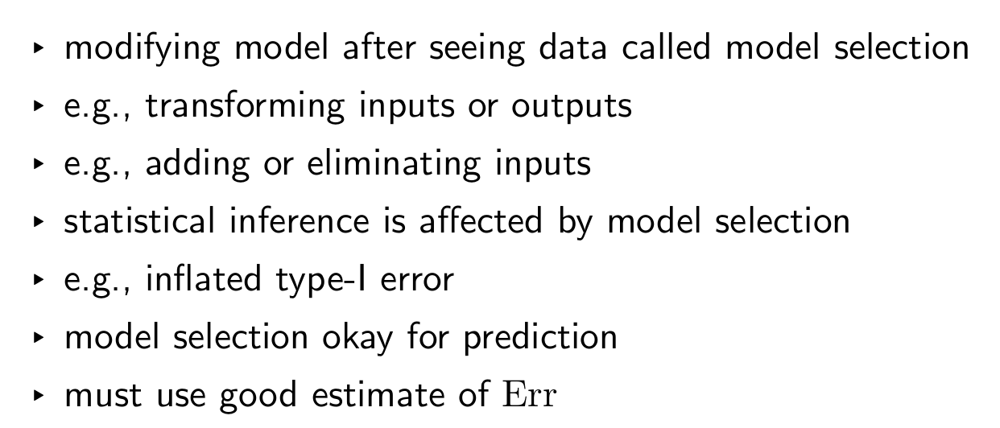 ‣ modifying model after seeing data called model selection
‣ e.g., transforming inputs or outputs
‣ e.g., adding or eliminating inputs
‣ statistical inference is affected by model selection
‣ e.g., inflated type-I error
‣ model selection okay for prediction
‣ must use good estimate of Err